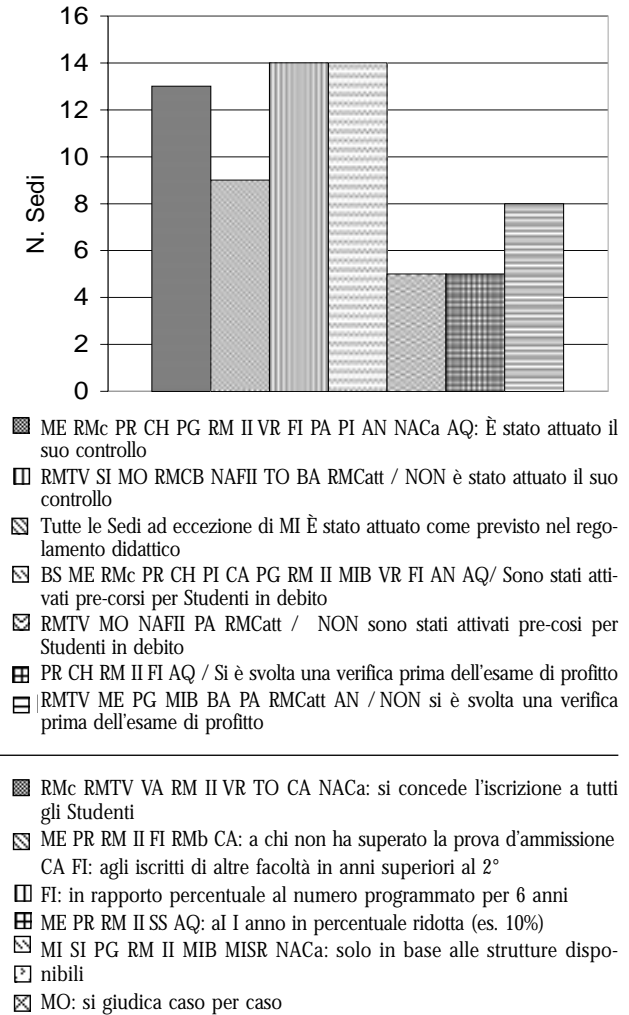 16
14
12
10
8
6
4
2
0
N. Sedi
ME RMc PR CH PG RM II VR FI PA PI AN NACa AQ: È stato attuato il
suo controllo
RMTV SI MO RMCB NAFII TO BA RMCatt / NON è stato attuato il suo
controllo
Tutte le Sedi ad eccezione di MI È stato attuato come previsto nel rego-
lamento didattico
BS ME RMc PR CH PI CA PG RM II MIB VR FI AN AQ/ Sono stati atti-
vati pre-corsi per Studenti in debito
RMTV MO NAFII PA RMCatt / NON sono stati attivati pre-cosi per
Studenti in debito
PR CH RM II FI AQ / Si è svolta una verifica prima dell'esame di profitto
RMTV ME PG MIB BA PA RMCatt AN / NON si è svolta una verifica
prima dell'esame di profitto
RMc RMTV VA RM II VR TO CA NACa: si concede l'iscrizione a tutti
gli Studenti
ME PR RM II FI RMb CA: a chi non ha superato la prova d'ammissione
CA FI: agli iscritti di altre facoltà in anni superiori al 2°
FI: in rapporto percentuale al numero programmato per 6 anni
ME PR RM II SS AQ: aI I anno in percentuale ridotta (es. 10%)
MI SI PG RM II MIB MISR NACa: solo in base alle strutture dispo-
nibili
MO: si giudica caso per caso